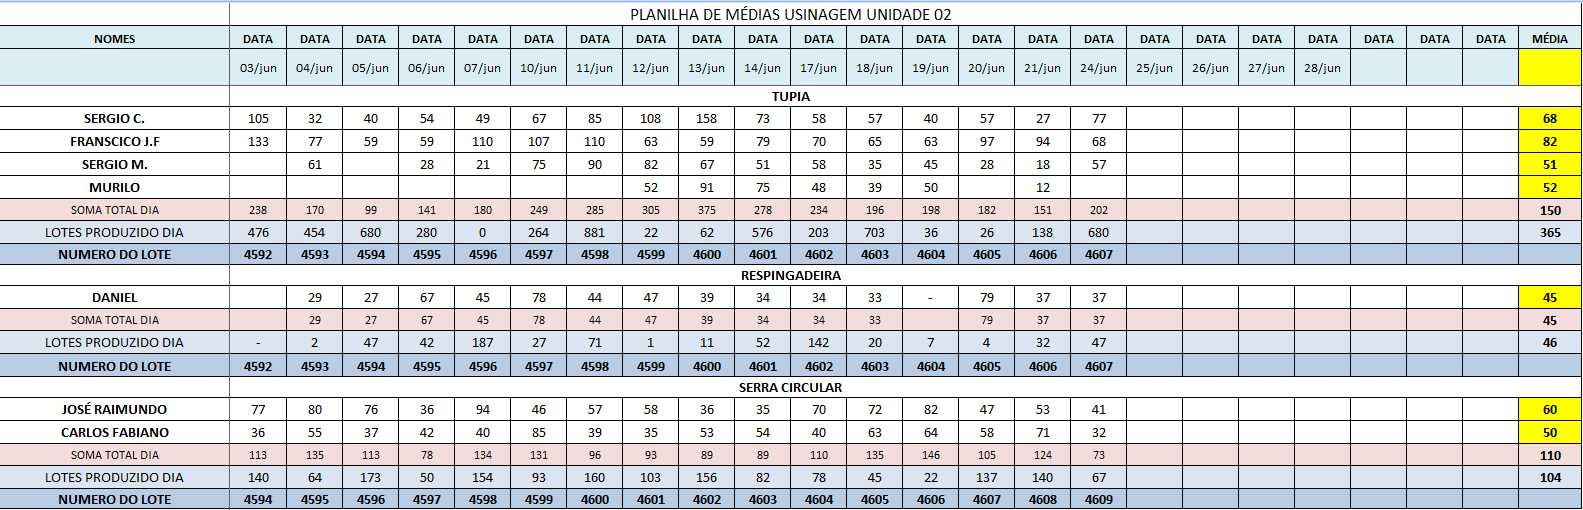 PLANILHA DE MÉDIAS USINAGEM UNIDADE 02
NOMES DATA DATA DATA DATA DATA DATA DATA DATA DATA DATA DATA DATA DATA DATA DATA DATA DATA DATA DATA DATA DATA DATA DATA MÉDIA
03/jun 04/jun 05/jun 06/jun 07/jun 10/jun 11/jun 12/jun 13/jun 14/jun 17/jun 18/jun 19/jun 20/jun 21/jun 24/jun 25/jun 26/jun 27/jun 28/jun
TUPIA
SERGIO C. 105 32 40 54 49 67 85 108 158 73 58 57 40 57 27 77 68
FRANSCICO J.F 133 77 59 59 110 107 110 63 59 79 70 65 63 97 94 68 82
SERGIO M. 61 28 21 75 90 82 67 51 58 35 45 28 18 57 51
MURILO 52 91 75 48 39 50 12 52
SOMA TOTAL DIA 238 170 99 141 180 249 285 305 375 278 234 196 198 182 151 202 150
LOTES PRODUZIDO DIA 476 454 680 280 0 264 881 22 62 576 203 703 36 26 138 680 365
NUMERO DO LOTE 4592 4593 4594 4595 4596 4597 4598 4599 4600 4601 4602 4603 4604 4605 4606 4607
RESPINGADEIRA
DANIEL 29 27 67 45 78 44 47 39 34 34 33 - 79 37 37 45
SOMA TOTAL DIA 29 27 67 45 78 44 47 39 34 34 33 79 37 37 45
LOTES PRODUZIDO DIA - 2 47 42 187 27 71 1 11 52 142 20 7 4 32 47 46
NUMERO DO LOTE 4592 4593 4594 4595 4596 4597 4598 4599 4600 4601 4602 4603 4604 4605 4606 4607
SERRA CIRCULAR
JOSÉ RAIMUNDO 77 80 76 36 94 46 57 58 36 35 70 72 82 47 53 41 60
CARLOS FABIANO 36 55 37 42 40 85 39 35 53 54 40 63 64 58 71 32 50
SOMA TOTAL DIA 113 135 113 78 134 131 96 93 89 89 110 135 146 105 124 73 110
LOTES PRODUZIDO DIA 140 64 173 50 154 93 160 103 156 82 78 45 22 137 140 67 104
NUMERO DO LOTE 4594 4595 4596 4597 4598 4599 4600 4601 4602 4603 4604 4605 4606 4607 4608 4609